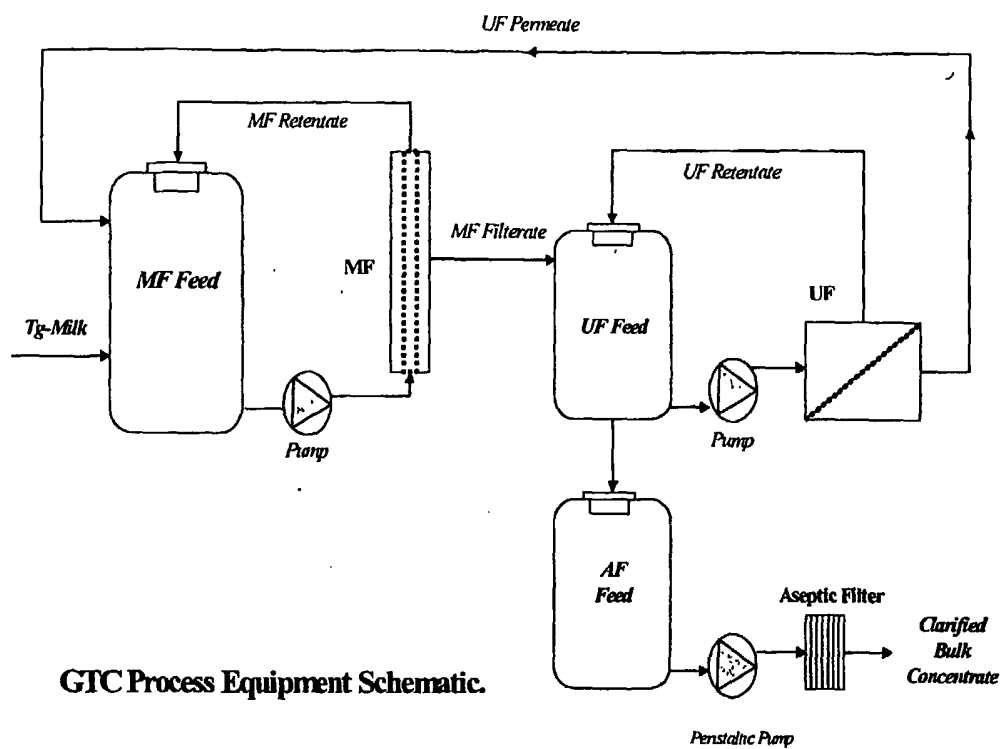 UF Permeate
MF Retentate
UF Retentate
MF Filterate
MF Feed
MF
UF Feed
UF
Tg-Milk
Pump
Pump
AF
Feed
Aseptic Filter
Clarified
Bulk
Concentrate
GTC Process Equipment Schematic.
Peristaltic Pump